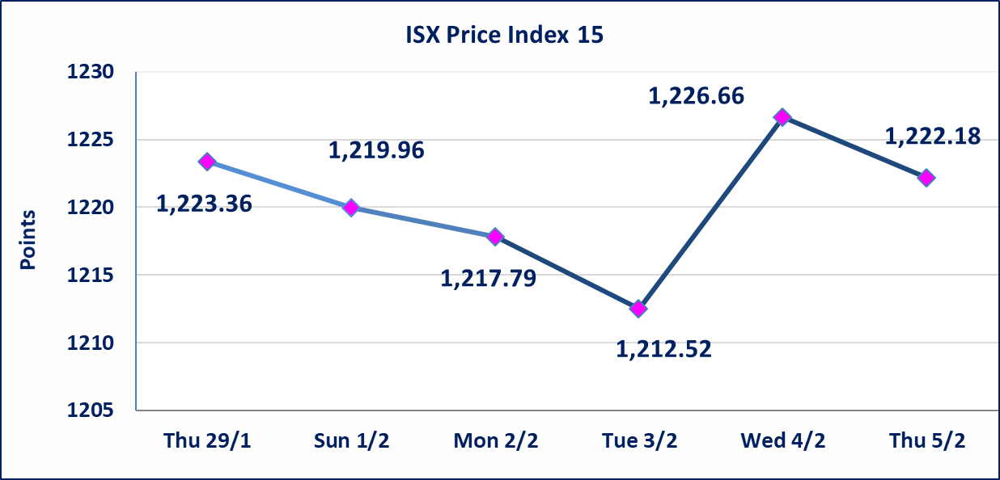 ISX Price Index 15
1230
1225
1220
1215
1210
1205
Points
1,223.36
1,219.96
1,217.79
1,212.52
1,226.66
1,222.18
Thu 29/1
Sun 1/2
Mon 2/2
Tue 3/2
Wed 4/2
Thu 5/2